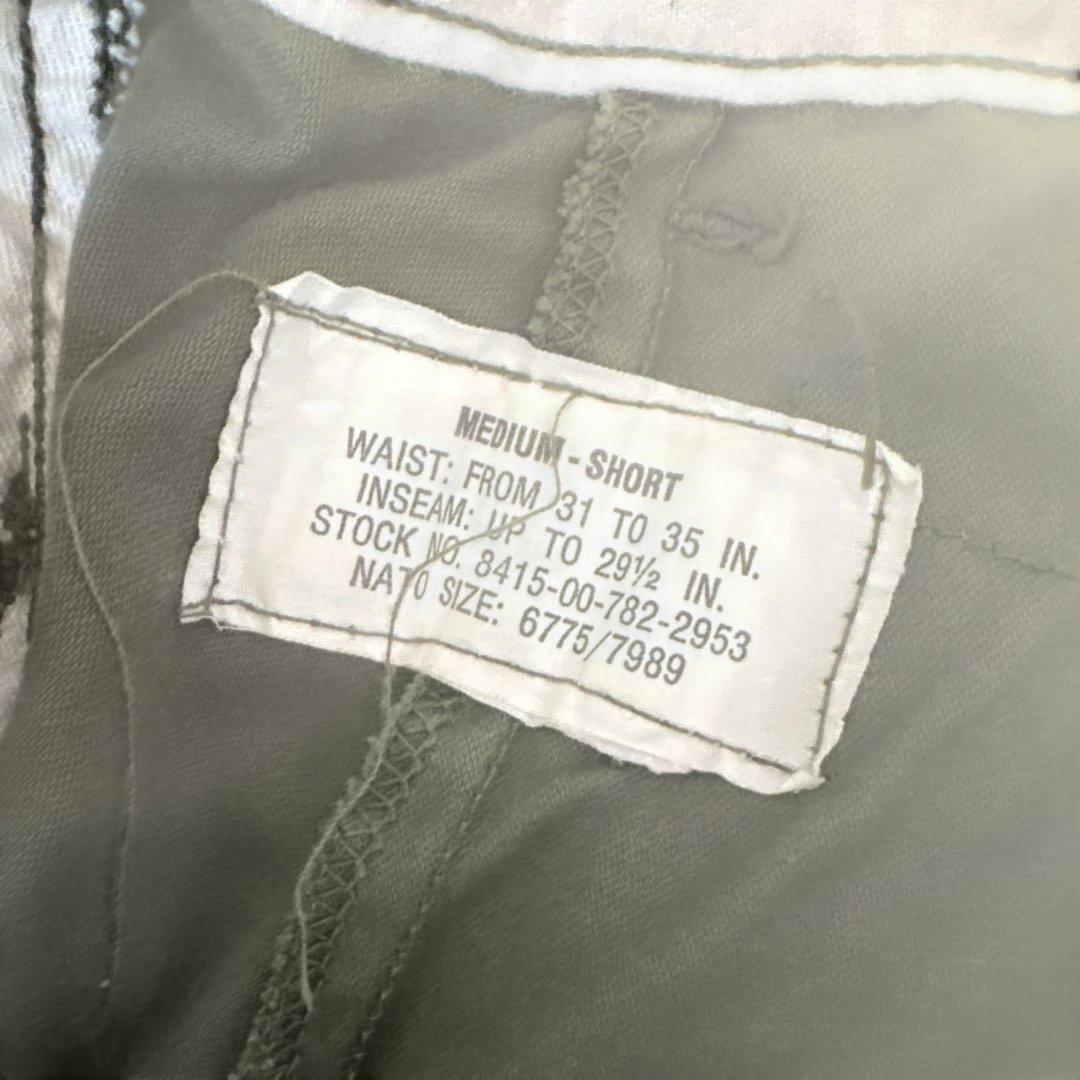 MEDIUM - SHORT
WAIST: FROM 31 TO 35 IN.
INSEAM: UP TO 29½ IN.
STOCK NO. 8415-00-782-2953
NATO SIZE: 6775/7989